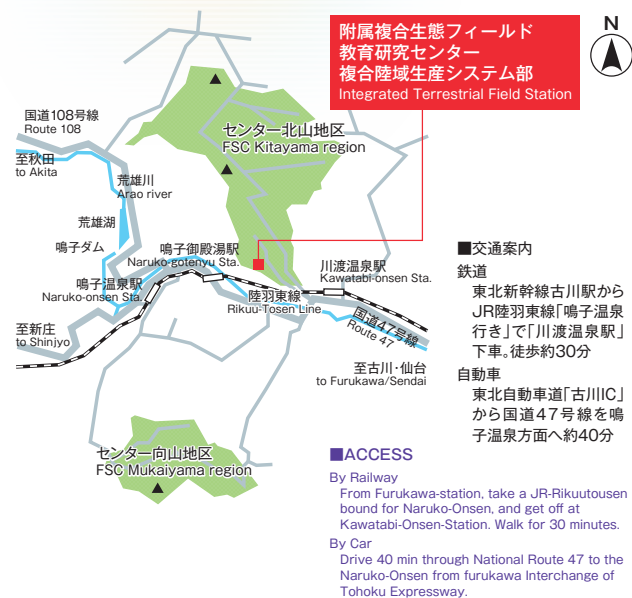 附属複合生態フィールド
教育研究センター
複合陸域生産システム部
Integrated Terrestrial Field Station
N
国道108号線
Route 108
センター北山地区
FSC Kitayama region
至秋田
to Akita
荒雄川
Arao river
荒雄湖
鳴子ダム
鳴子御殿湯駅
Naruko-gotenyu Sta.
川渡温泉駅
Kawatabi-onsen Sta.
鳴子温泉駅
Naruko-onsen Sta.
陸羽東線
Rikuu-Tosen Line
国道47号線
Route 47
至新庄
to Shinjyo
至古川・仙台
to Furukawa/Sendai
センター向山地区
FSC Mukaiyama region
■交通案内
鉄道
東北新幹線古川駅から
JR陸羽東線「鳴子温泉
行き」で「川渡温泉駅」
下車。徒歩約30分
自動車
東北自動車道「古川IC」
から国道47号線を鳴
子温泉方面へ約40分
■ACCESS
By Railway
From Furukawa-station, take a JR-Rikuutousen
bound for Naruko-Onsen, and get off at
Kawatabi-Onsen-Station. Walk for 30 minutes.
By Car
Drive 40 min through National Route 47 to the
Naruko-Onsen from furukawa Interchange of
Tohoku Expressway.